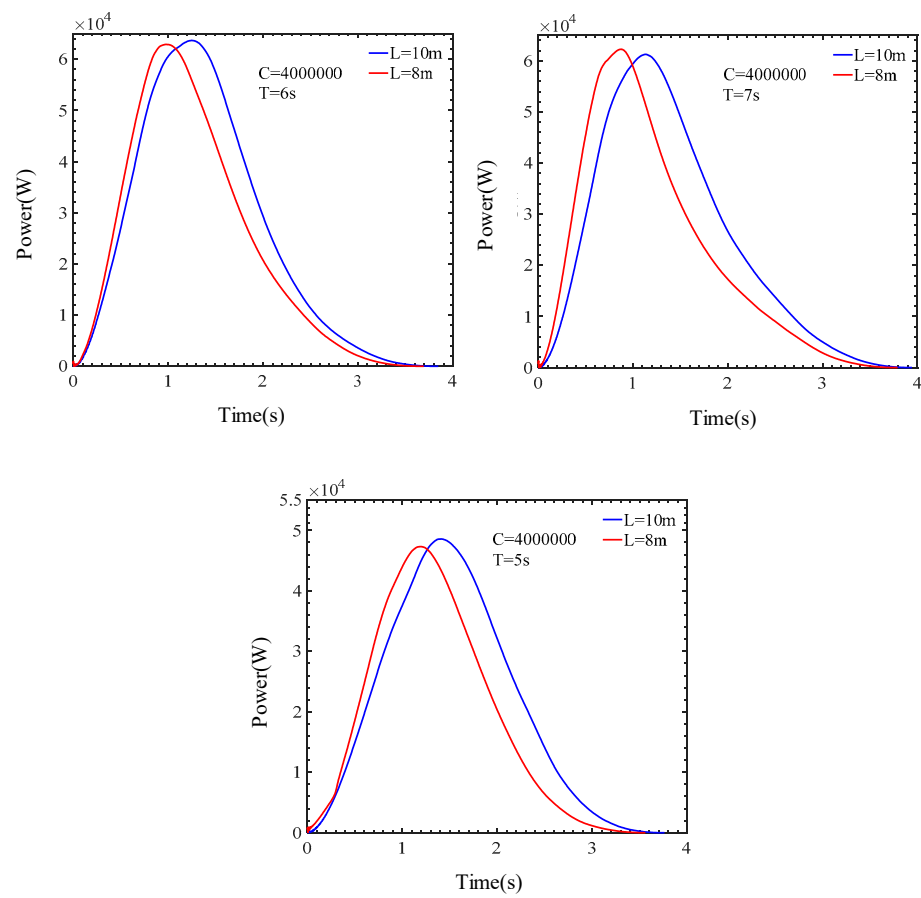 ×10⁴
6
5
4
3
2
1
0
0 1 2 3 4
Power(W)
Time(s)
L=10m
L=8m
C=4000000
T=6s
×10⁴
6
5
4
3
2
1
0
0 1 2 3 4
Power(W)
Time(s)
L=10m
L=8m
C=4000000
T=7s
×10⁴
5.5
5
4
3
2
1
0
0 1 2 3 4
Power(W)
Time(s)
L=10m
L=8m
C=4000000
T=5s